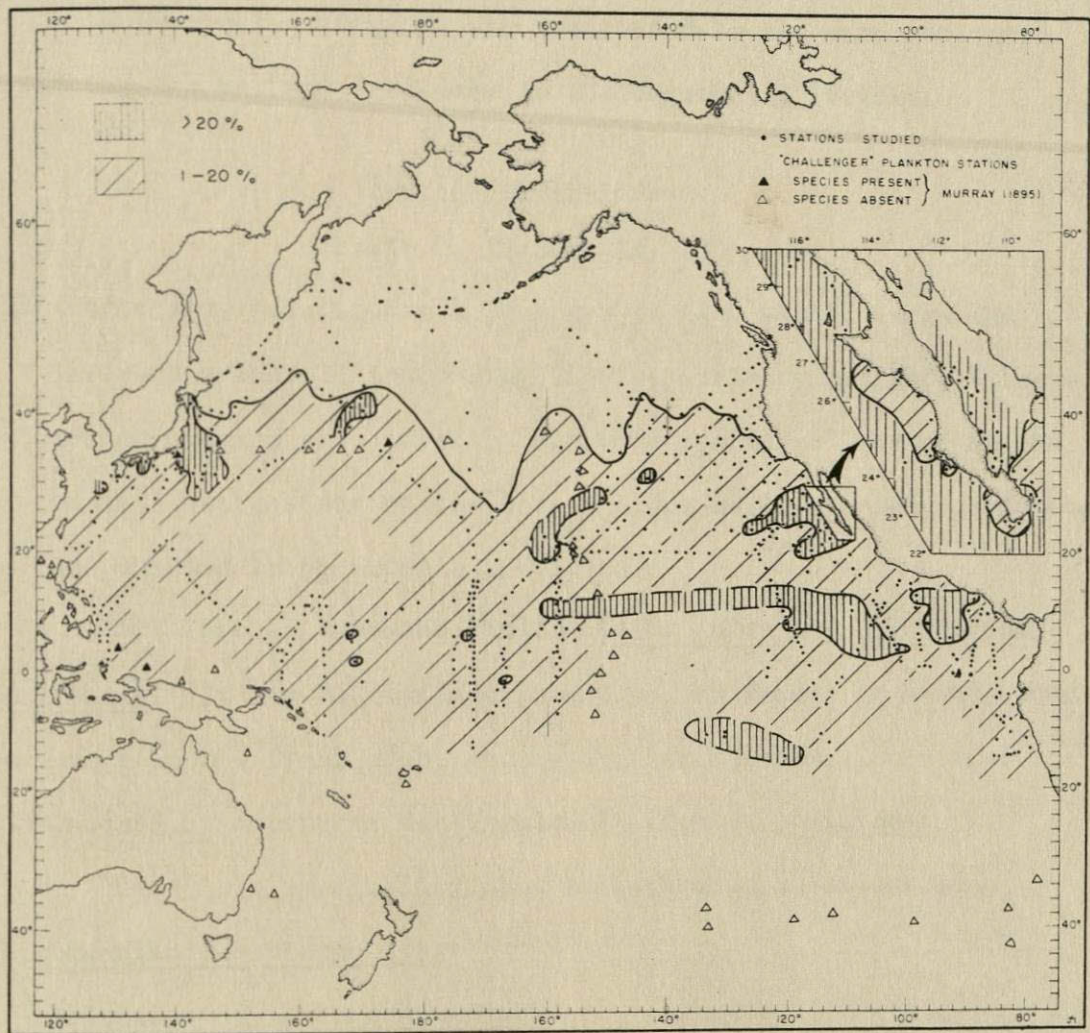 120° 140° 160° 180° 160° 140° 120° 100° 80°
>20 %
1–20 %
• STATIONS STUDIED
"CHALLENGER" PLANKTON STATIONS
▲ SPECIES PRESENT
△ SPECIES ABSENT
} MURRAY (1895)
60° 60°
116° 114° 112° 110°
30
29°
28°
27°
26°
24°
23°
22°
40° 40°
20° 20°
0 0
20° 20°
40° 40°
120° 140° 160° 180° 160° 140° 120° 100° 80°